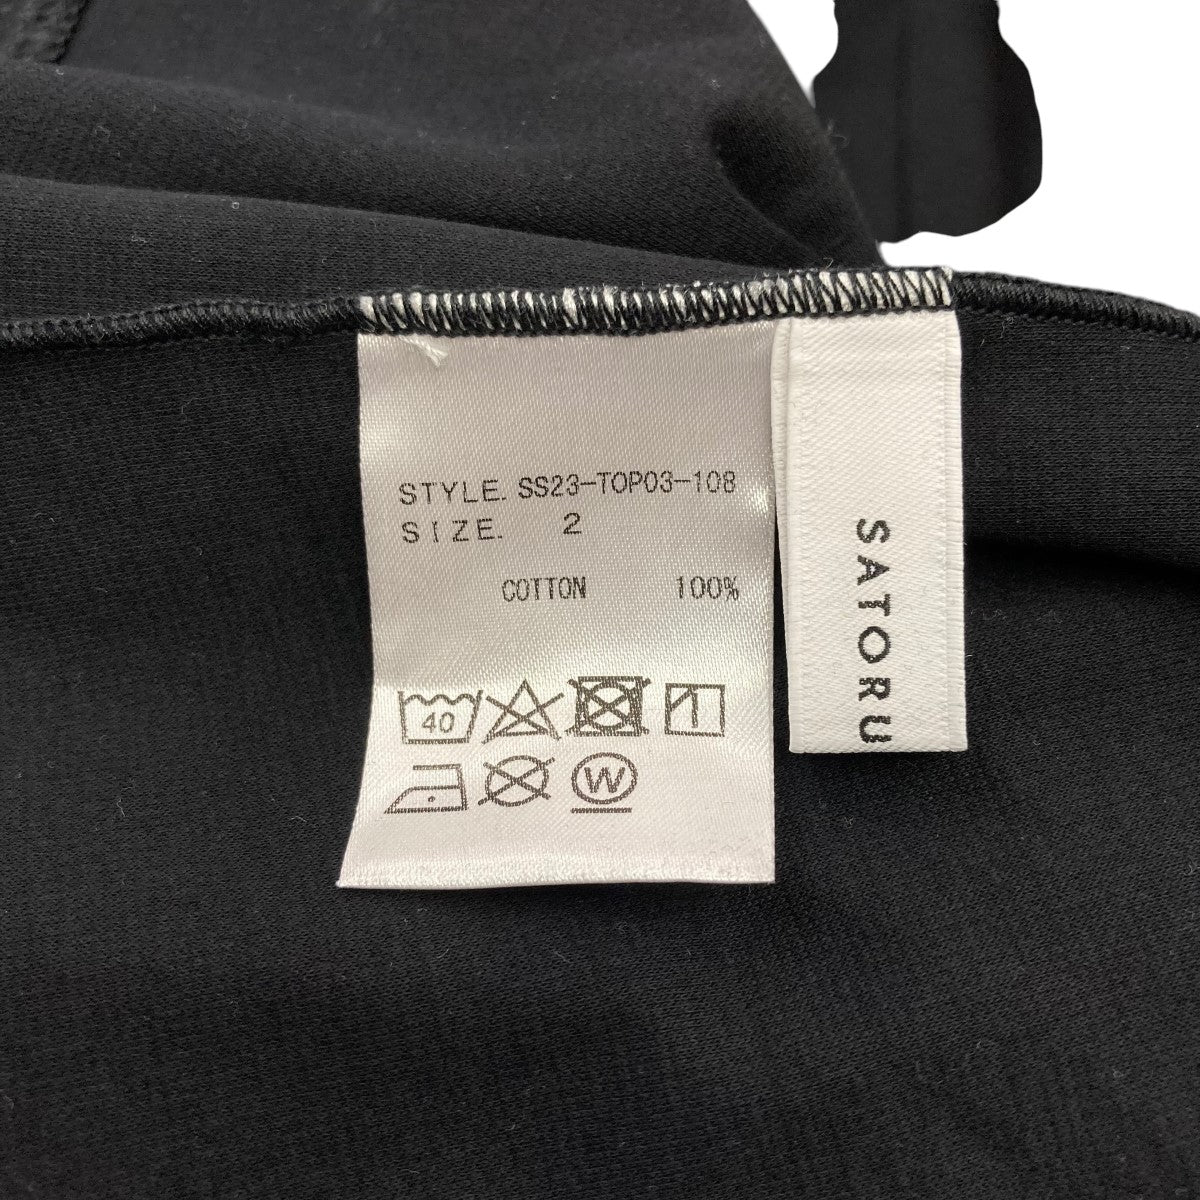 STYLE. SS23-TOP03-108
SIZE. 2
COTTON 100%
40
W
SATORU